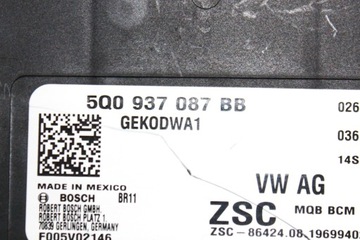 5Q0 937 087 BB
GEKODWA1
026
036
14S
MADE IN MEXICO
BOSCH BR11
ROBERT BOSCH GMBH
ROBERT BOSCH PLATZ 1
70839 GERLINGEN, GERMANY
F005V02146
VW AG
ZSC MQB BCM
ZSC-86424.08
1969940